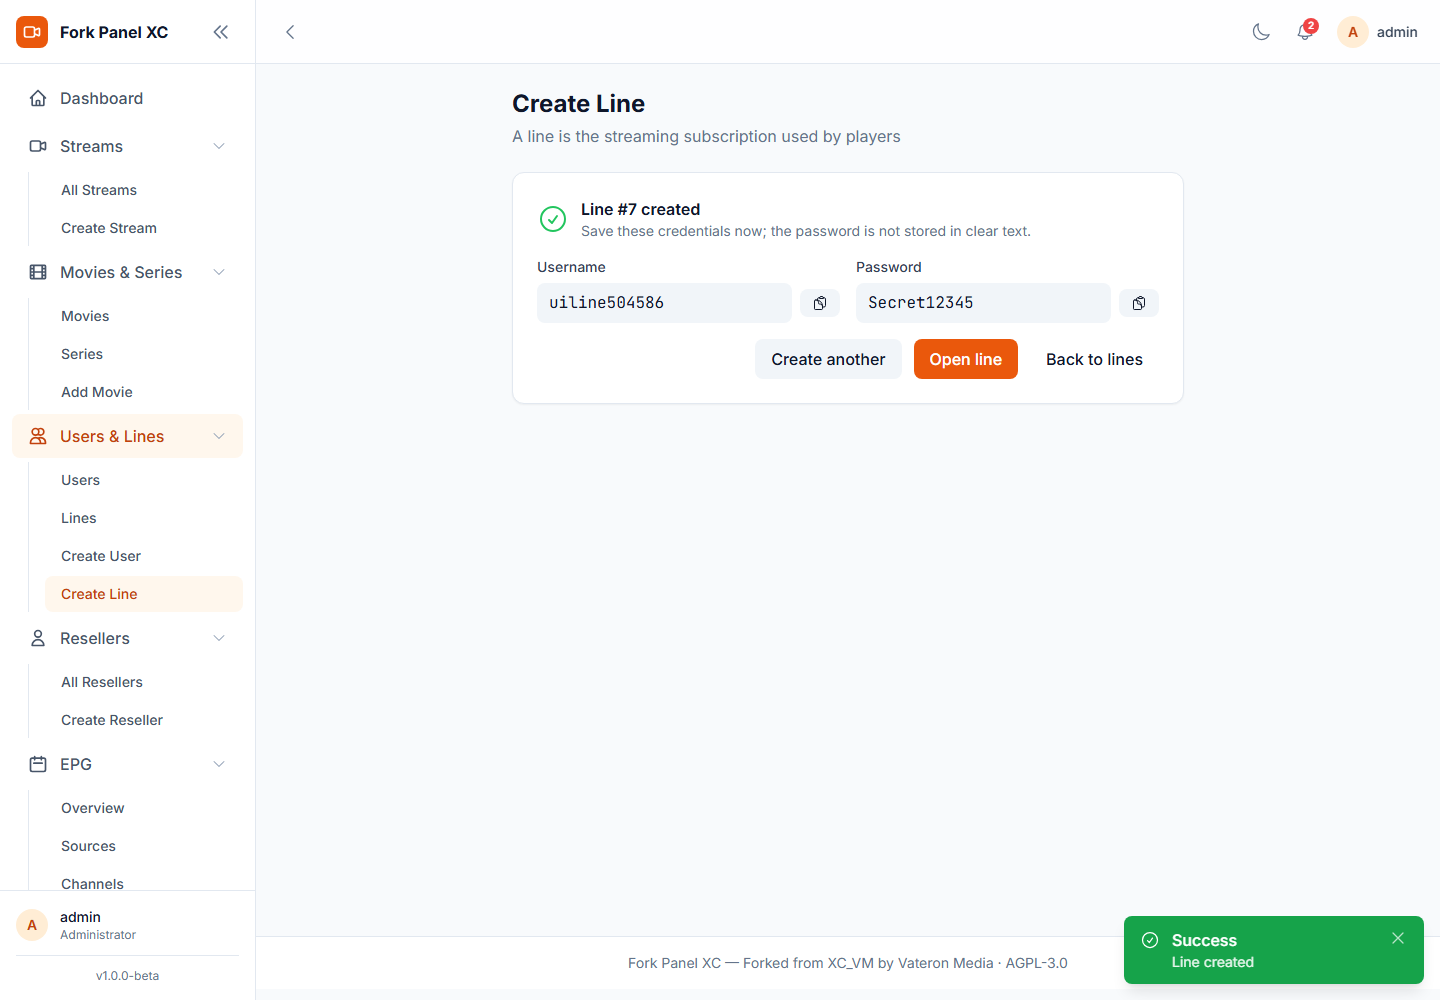 Fork Panel XC
2
A
admin
Dashboard
Streams
All Streams
Create Stream
Movies & Series
Movies
Series
Add Movie
Users & Lines
Users
Lines
Create User
Create Line
Resellers
All Resellers
Create Reseller
EPG
Overview
Sources
Channels
A
admin
Administrator
v1.0.0-beta
Create Line
A line is the streaming subscription used by players
Line #7 created
Save these credentials now; the password is not stored in clear text.
Username
Password
uiline504586
Secret12345
Create another
Open line
Back to lines
Fork Panel XC — Forked from XC_VM by Vateron Media · AGPL-3.0
Success
Line created